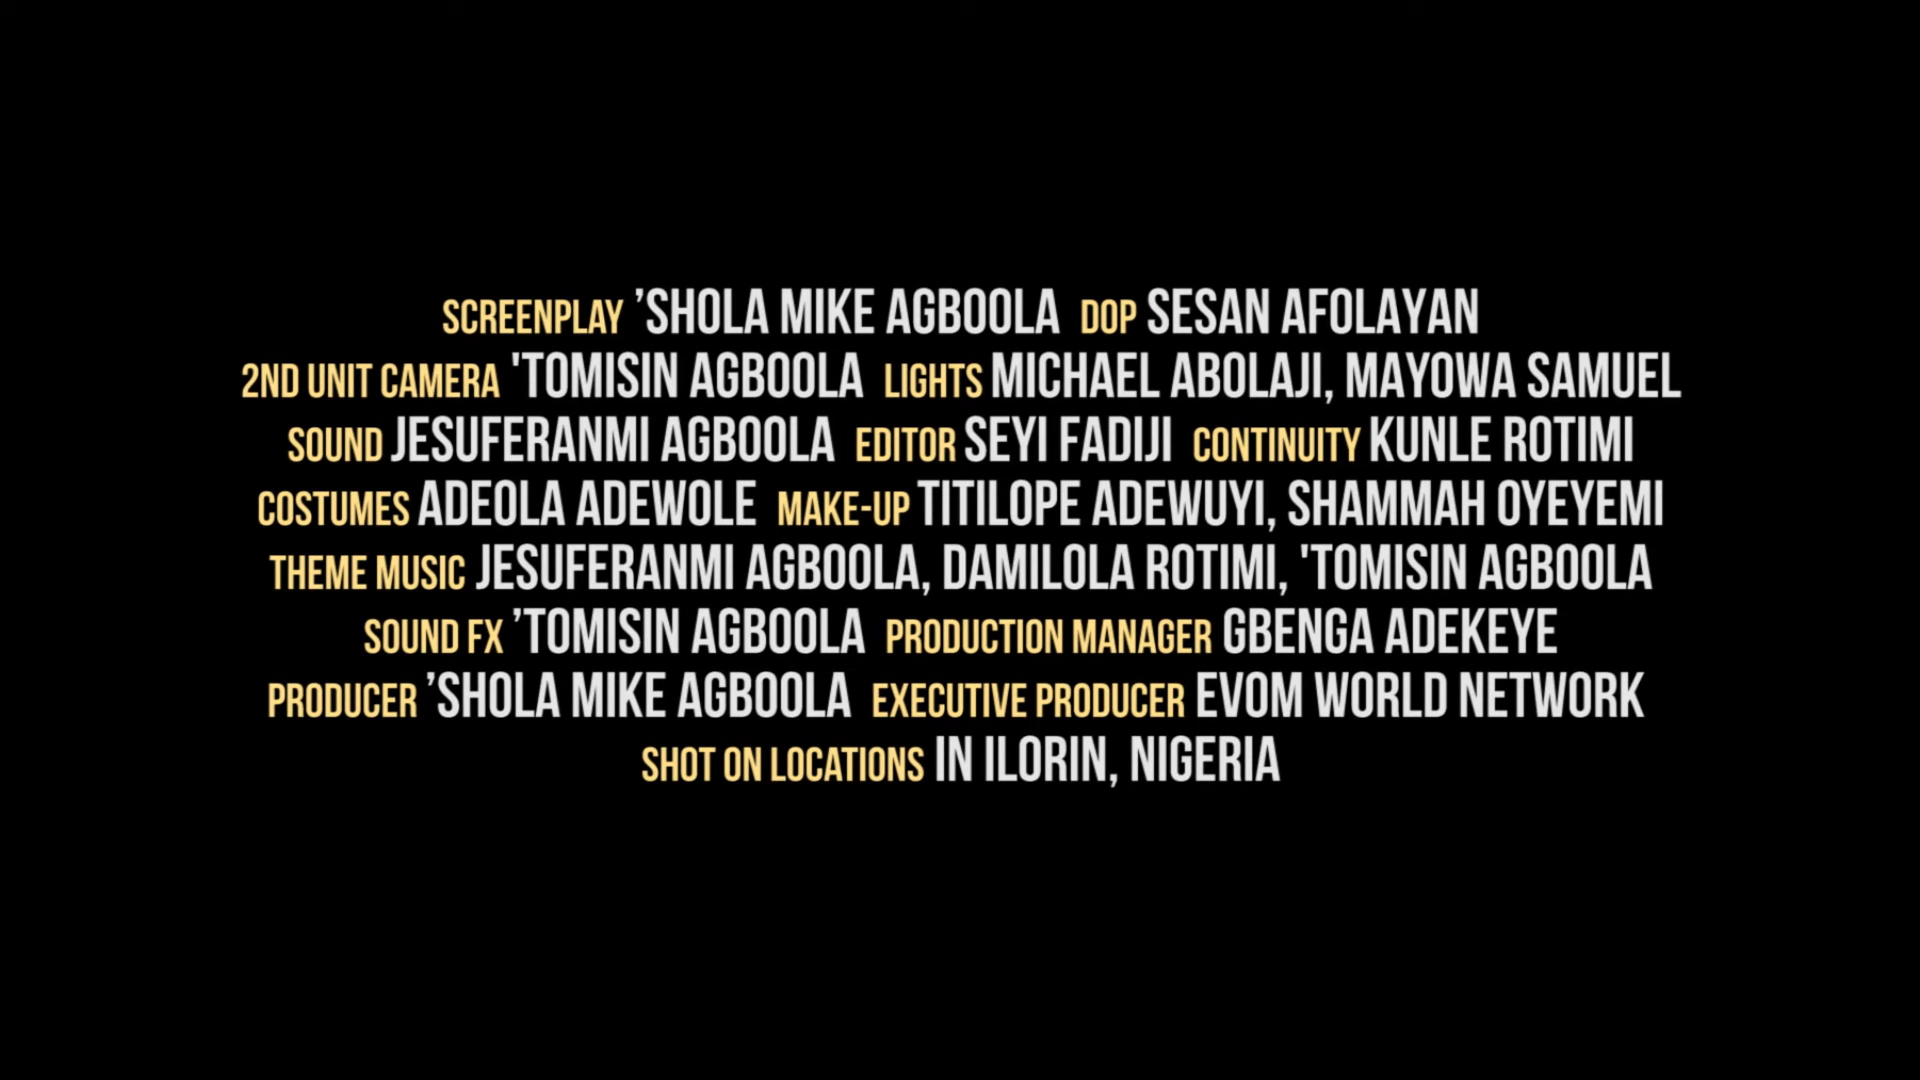 SCREENPLAY ’SHOLA MIKE AGBOOLA DOP SESAN AFOLAYAN
2ND UNIT CAMERA 'TOMISIN AGBOOLA LIGHTS MICHAEL ABOLAJI, MAYOWA SAMUEL
SOUND JESUFERANMI AGBOOLA EDITOR SEYI FADIJI CONTINUITY KUNLE ROTIMI
COSTUMES ADEOLA ADEWOLE MAKE-UP TITILOPE ADEWUYI, SHAMMAH OYEYEMI
THEME MUSIC JESUFERANMI AGBOOLA, DAMILOLA ROTIMI, 'TOMISIN AGBOOLA
SOUND FX ’TOMISIN AGBOOLA PRODUCTION MANAGER GBENGA ADEKEYE
PRODUCER ’SHOLA MIKE AGBOOLA EXECUTIVE PRODUCER EVOM WORLD NETWORK
SHOT ON LOCATIONS IN ILORIN, NIGERIA